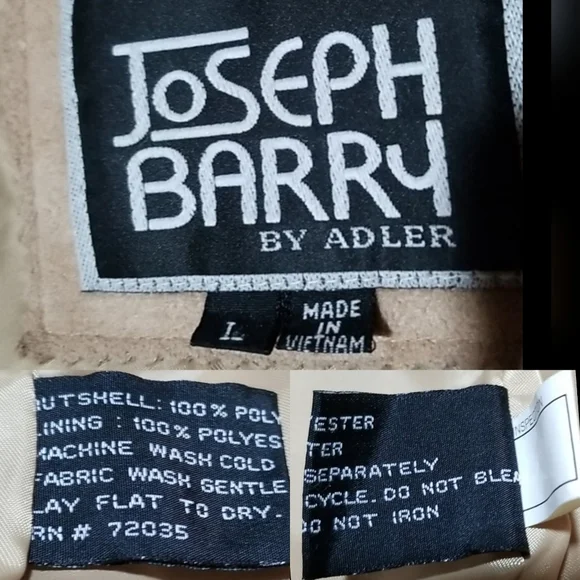 JOSEPH
BARRY
BY ADLER
L
MADE
IN
VIETNAM
OUTSHELL: 100% POLY
INING : 100% POLYES
MACHINE WASH COLD
FABRIC WASH GENTLE
LAY FLAT TO DRY.
RN # 72035
ESTER
TER
SEPARATELY
CYCLE. DO NOT BLEA
DO NOT IRON